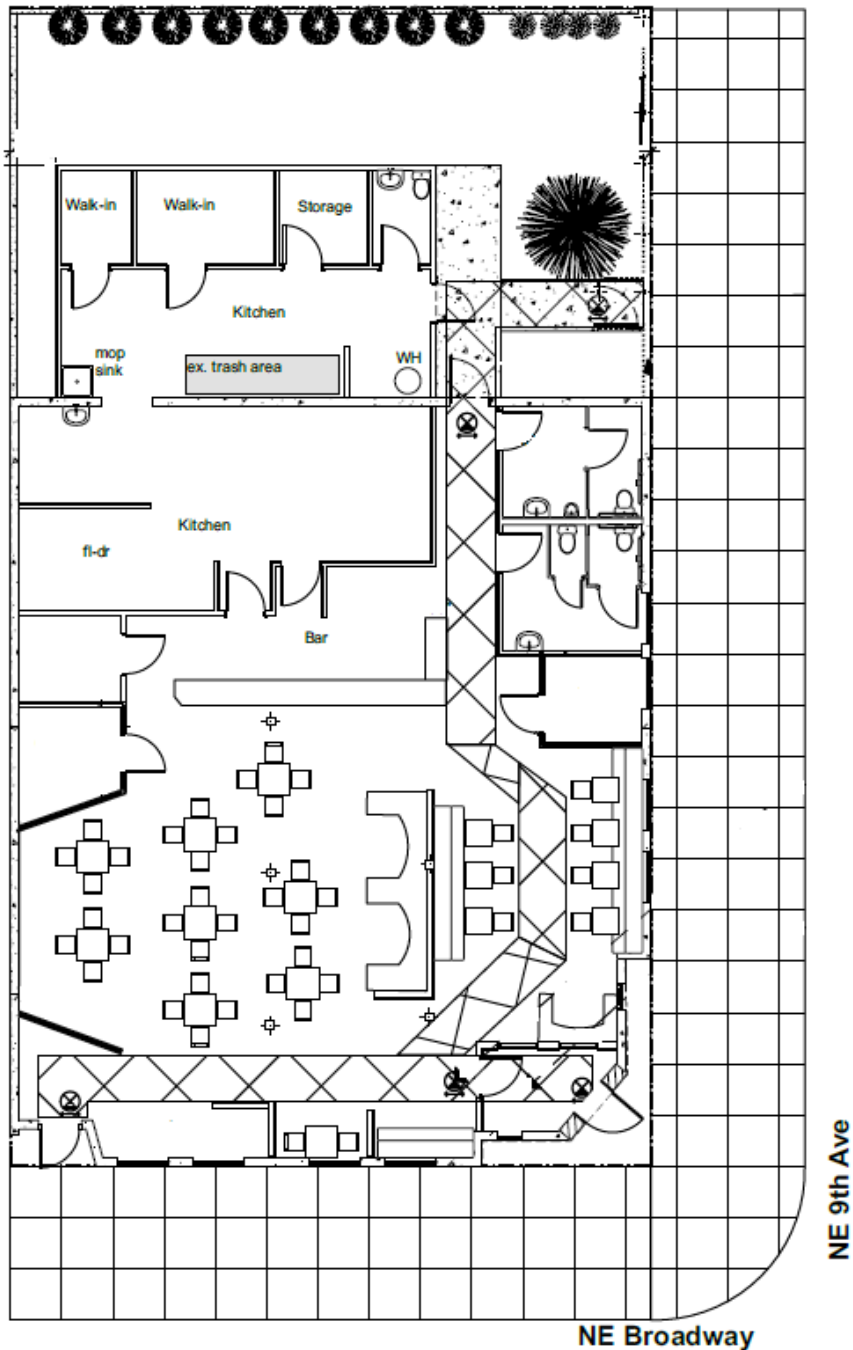 Walk-in
Walk-in
Storage
Kitchen
mop
sink
ex. trash area
WH
Kitchen
fl-dr
Bar
NE 9th Ave
NE Broadway